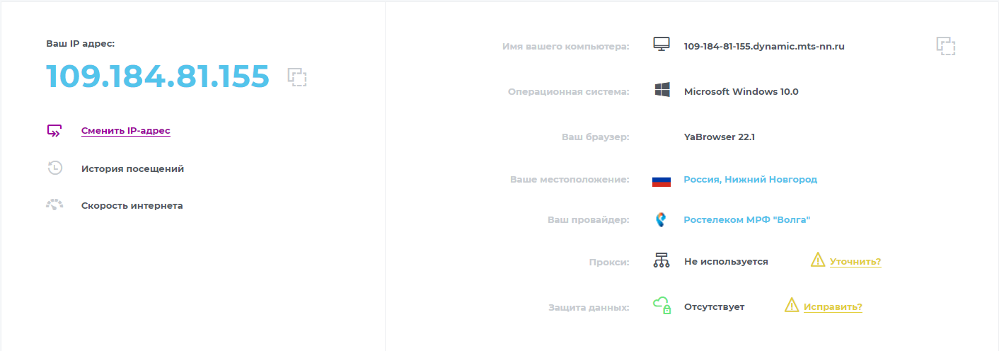 Ваш IP адрес:
109.184.81.155
Сменить IP-адрес
История посещений
Скорость интернета
Имя вашего компьютера: 109-184-81-155.dynamic.mts-nn.ru
Операционная система: Microsoft Windows 10.0
Ваш браузер: YaBrowser 22.1
Ваше местоположение: Россия, Нижний Новгород
Ваш провайдер: Ростелеком МРФ "Волга"
Прокси: Не используется Уточнить?
Защита данных: Отсутствует Исправить?